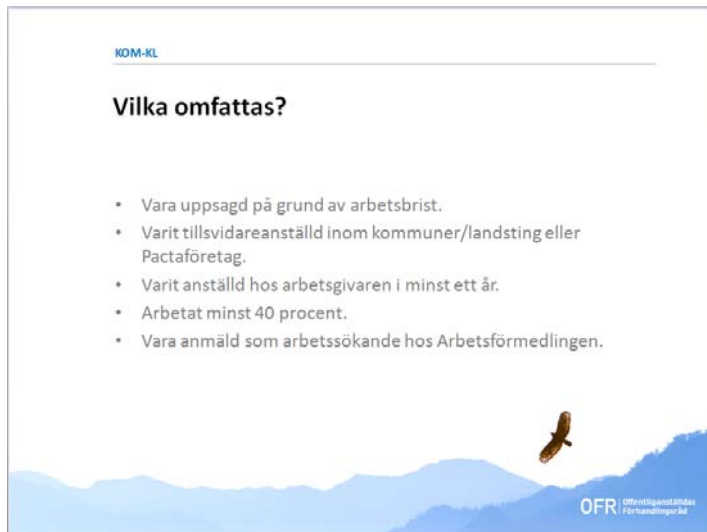 KOM-KL
Vilka omfattas?
• Vara uppsagd på grund av arbetsbrist.
• Varit tillsvidareanställd inom kommuner/landsting eller
Pactaföretag.
• Varit anställd hos arbetsgivaren i minst ett år.
• Arbetat minst 40 procent.
• Vara anmäld som arbetssökande hos Arbetsförmedlingen.
OFR Offentliganställdas
Förhandlingsråd